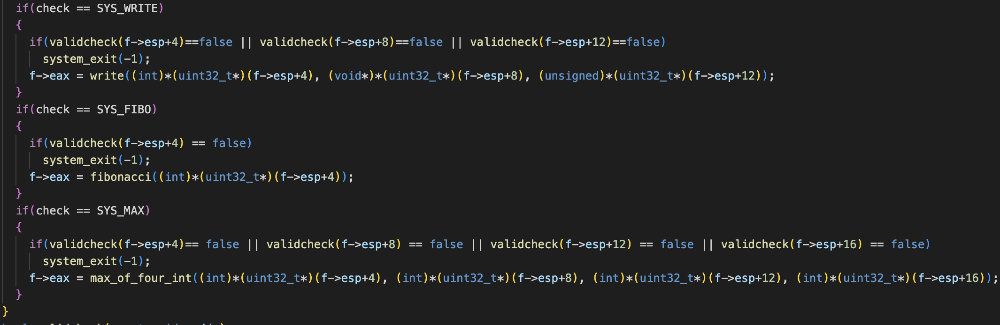 if(check == SYS_WRITE)
{
if(validcheck(f->esp+4)==false || validcheck(f->esp+8)==false || validcheck(f->esp+12)==false)
system_exit(-1);
f->eax = write((int)*(uint32_t*)(f->esp+4), (void*)*(uint32_t*)(f->esp+8), (unsigned)*(uint32_t*)(f->esp+12));
}
if(check == SYS_FIBO)
{
if(validcheck(f->esp+4) == false)
system_exit(-1);
f->eax = fibonacci((int)*(uint32_t*)(f->esp+4));
}
if(check == SYS_MAX)
{
if(validcheck(f->esp+4)== false || validcheck(f->esp+8) == false || validcheck(f->esp+12) == false || validcheck(f->esp+16) == false)
system_exit(-1);
f->eax = max_of_four_int((int)*(uint32_t*)(f->esp+4), (int)*(uint32_t*)(f->esp+8), (int)*(uint32_t*)(f->esp+12), (int)*(uint32_t*)(f->esp+16));
}
}